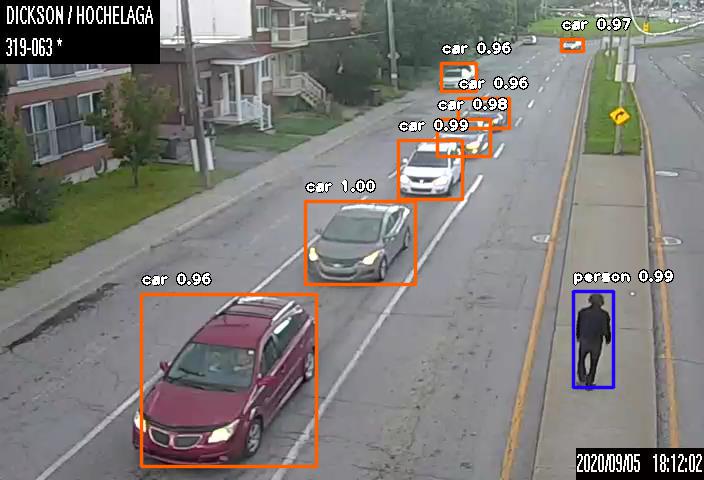 DICKSON / HOCHELAGA
319-063 *
car 0.97
car 0.96
car 0.96
car 0.98
car 0.99
car 1.00
car 0.96
person 0.99
2020/09/05 18:12:02